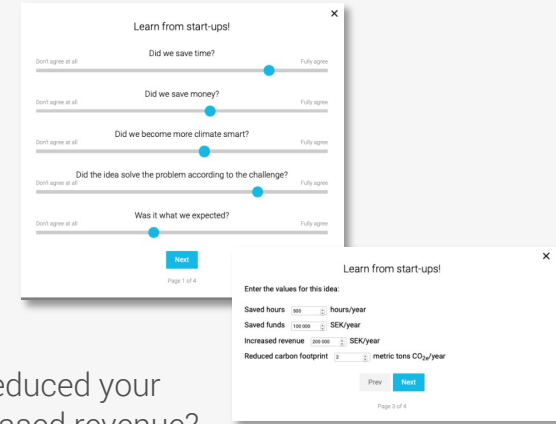 ×
Learn from start-ups!
Did we save time?
Don't agree at all Fully agree
Did we save money?
Don't agree at all Fully agree
Did we become more climate smart?
Don't agree at all Fully agree
Did the idea solve the problem according to the challenge?
Don't agree at all Fully agree
Was it what we expected?
Don't agree at all Fully agree
Next
Page 1 of 4
×
Learn from start-ups!
Enter the values for this idea:
Saved hours 500 hours/year
Saved funds 100 000 SEK/year
Increased revenue 200 000 SEK/year
Reduced carbon footprint 2 metric tons CO2e/year
Prev Next
Page 3 of 4
educed your